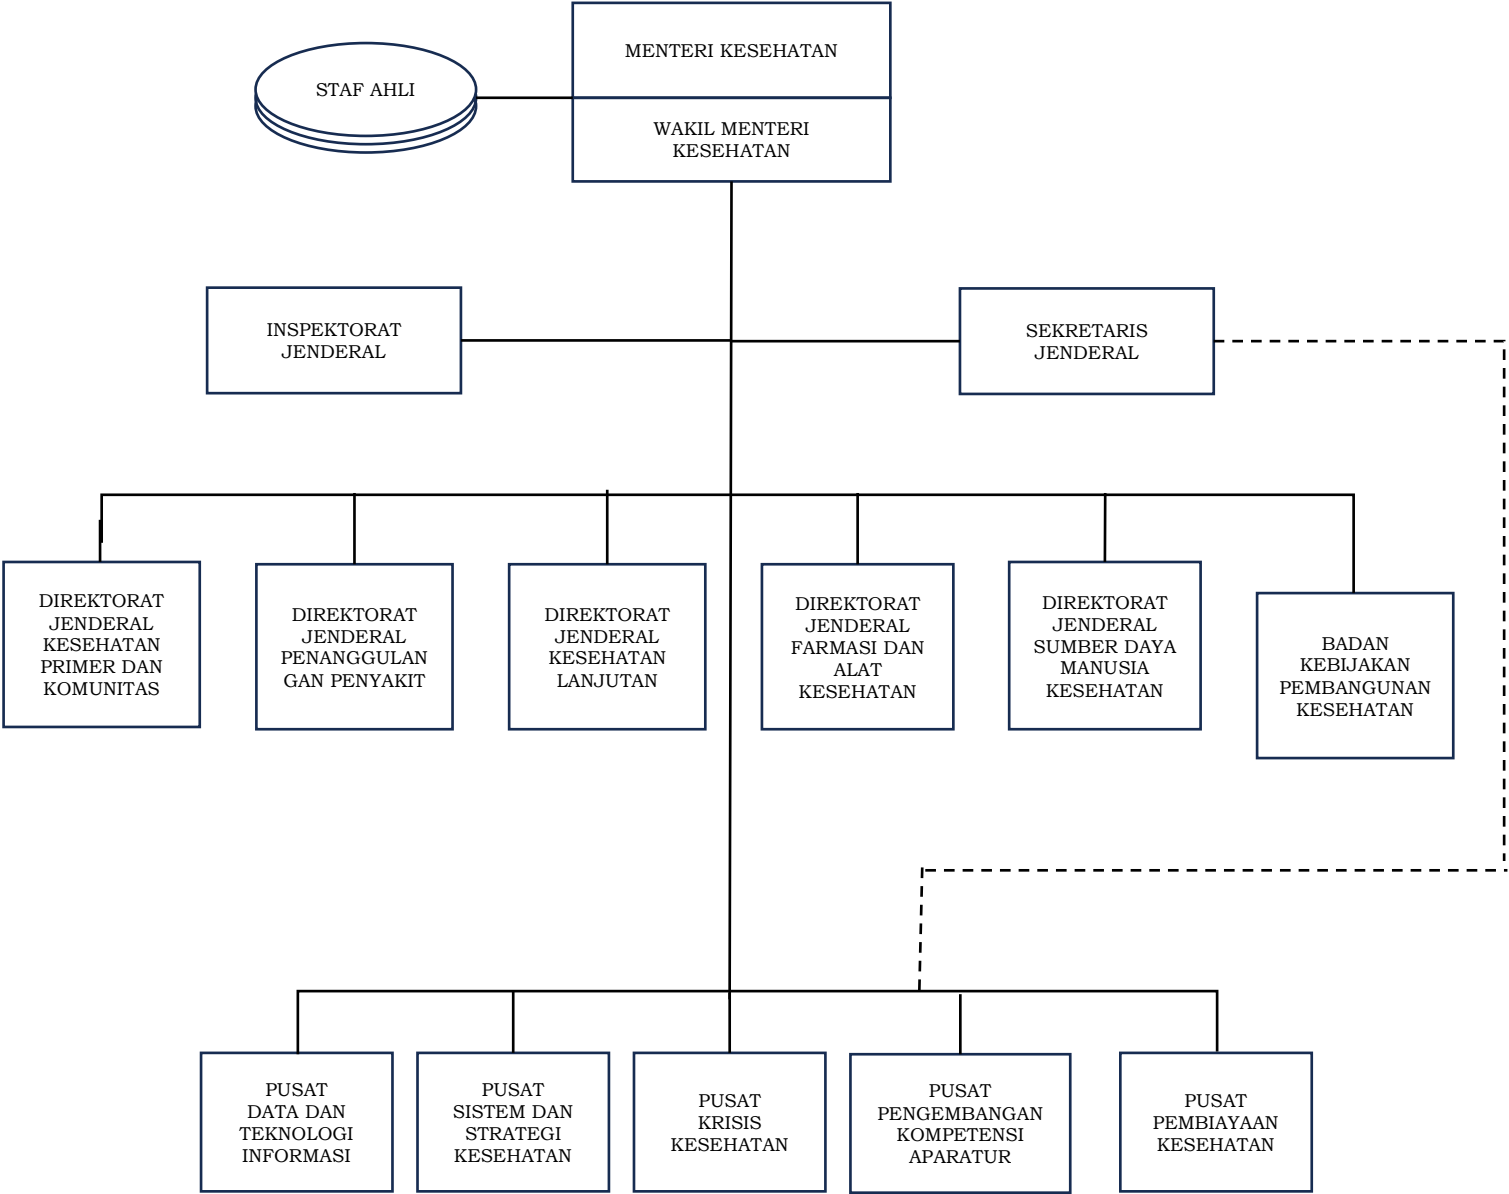 MENTERI KESEHATAN
STAF AHLI
WAKIL MENTERI
KESEHATAN
INSPEKTORAT
JENDERAL
SEKRETARIS
JENDERAL
DIREKTORAT
JENDERAL
KESEHATAN
PRIMER DAN
KOMUNITAS
DIREKTORAT
JENDERAL
PENANGGULAN
GAN PENYAKIT
DIREKTORAT
JENDERAL
KESEHATAN
LANJUTAN
DIREKTORAT
JENDERAL
FARMASI DAN
ALAT
KESEHATAN
DIREKTORAT
JENDERAL
SUMBER DAYA
MANUSIA
KESEHATAN
BADAN
KEBIJAKAN
PEMBANGUNAN
KESEHATAN
PUSAT
DATA DAN
TEKNOLOGI
INFORMASI
PUSAT
SISTEM DAN
STRATEGI
KESEHATAN
PUSAT
KRISIS
KESEHATAN
PUSAT
PENGEMBANGAN
KOMPETENSI
APARATUR
PUSAT
PEMBIAYAAN
KESEHATAN